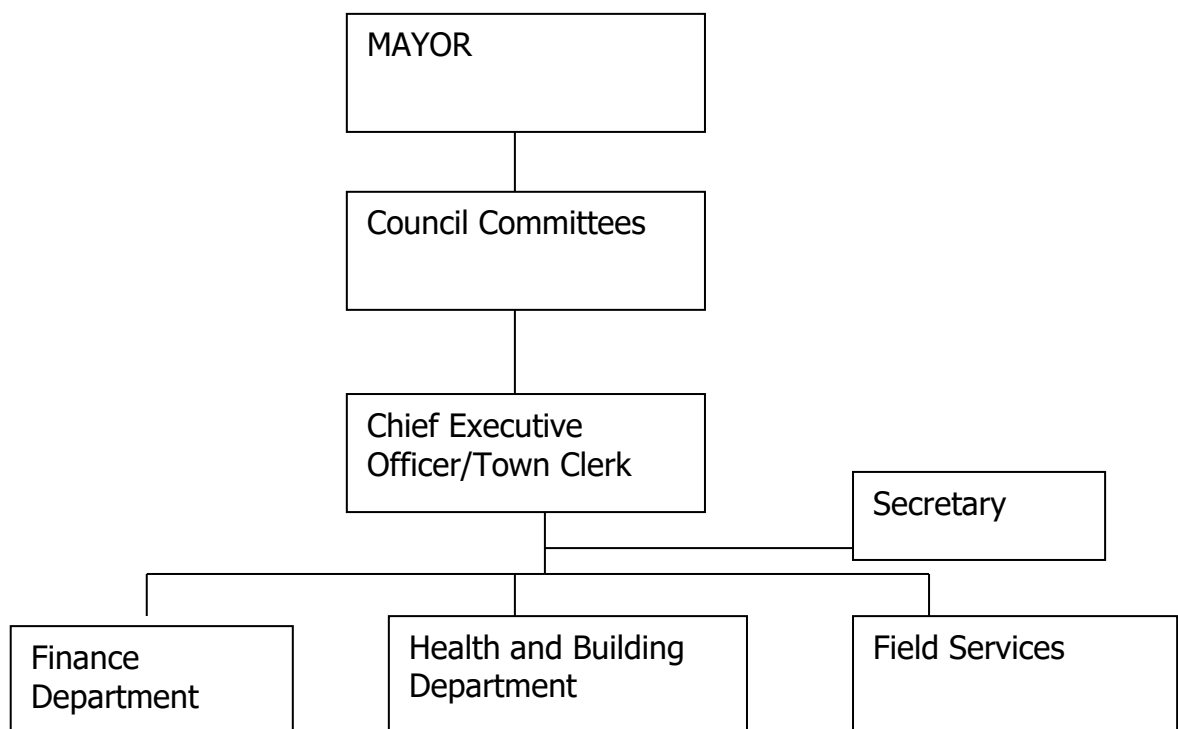 MAYOR
Council Committees
Chief Executive
Officer/Town Clerk
Secretary
Finance
Department
Health and Building
Department
Field Services